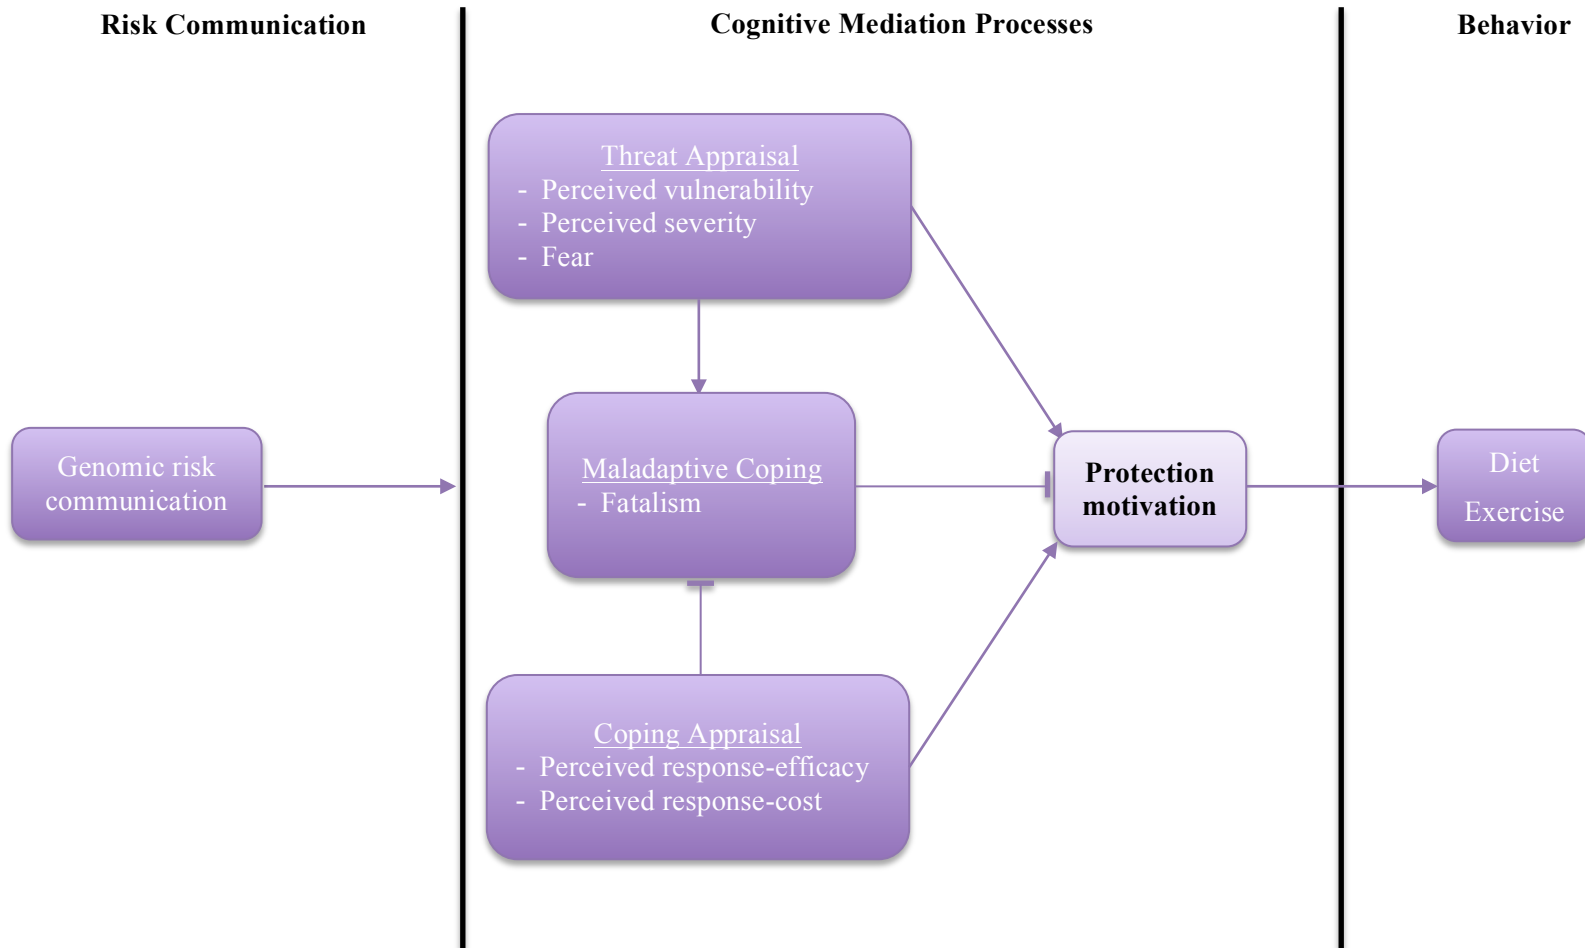 Risk Communication
Cognitive Mediation Processes
Behavior
Threat Appraisal
- Perceived vulnerability
- Perceived severity
- Fear
Genomic risk
communication
Maladaptive Coping
- Fatalism
Protection
motivation
Diet
Exercise
Coping Appraisal
- Perceived response-efficacy
- Perceived response-cost